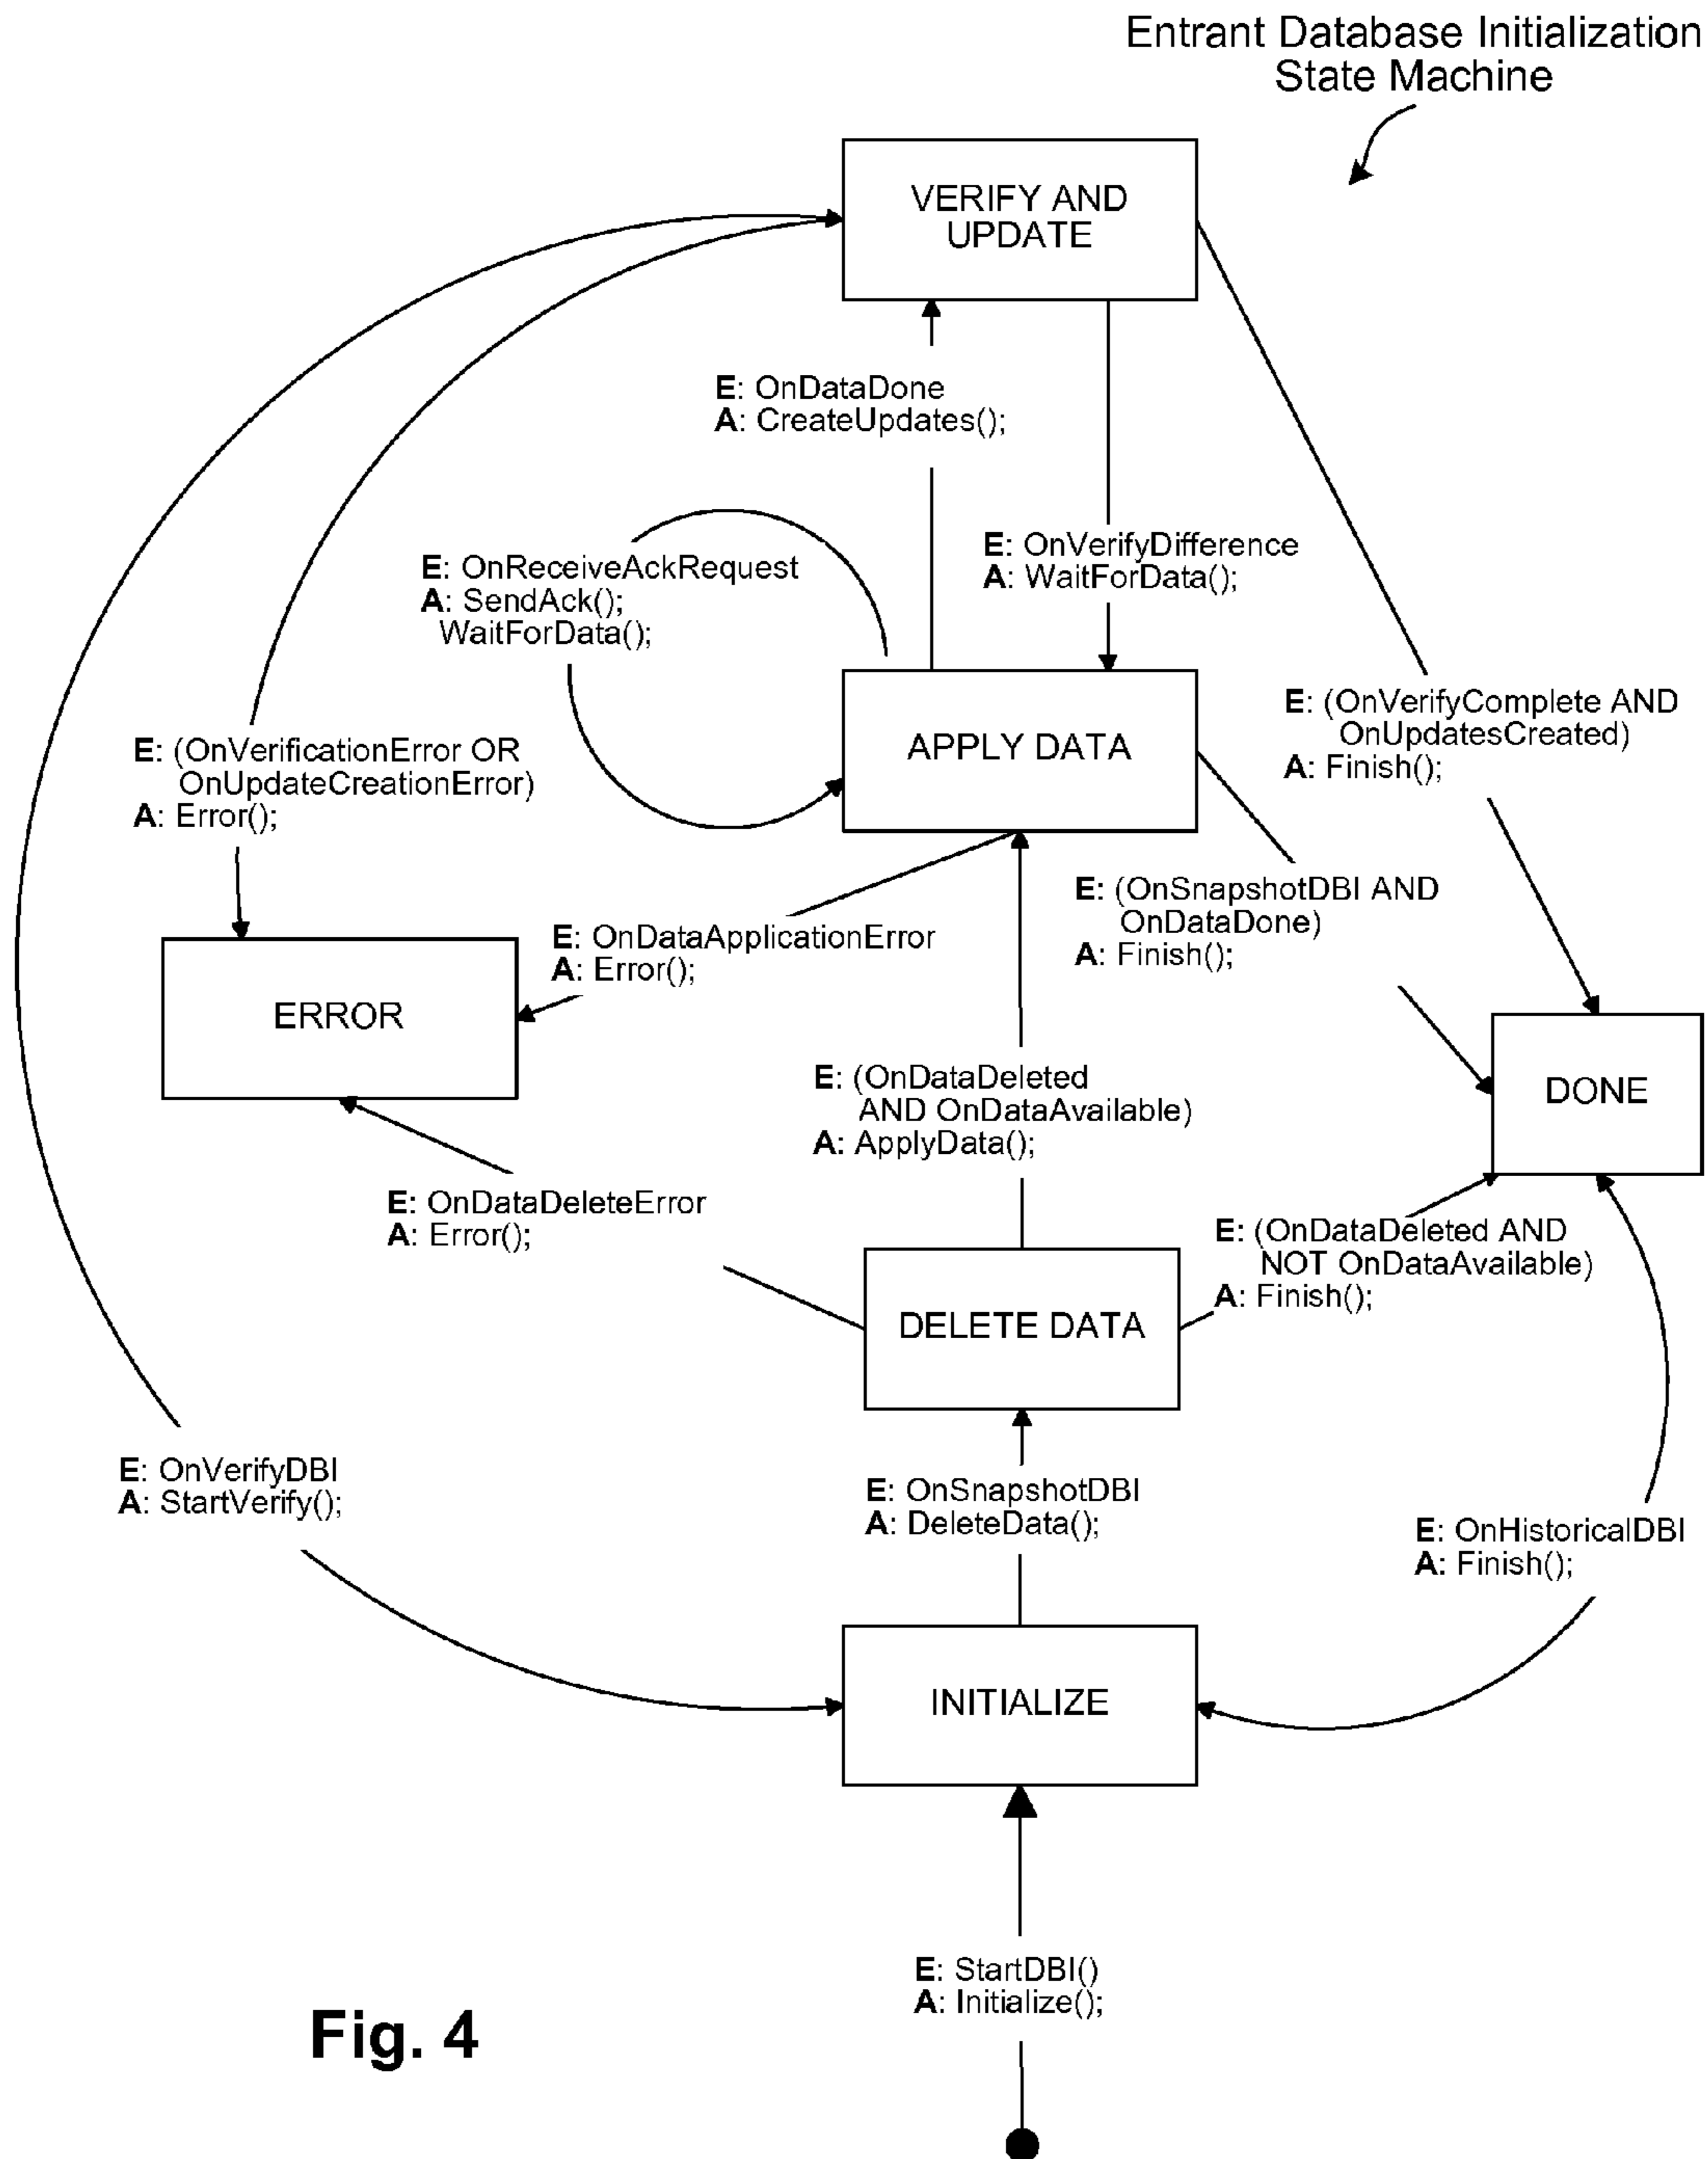 Entrant Database Initialization
State Machine
VERIFY AND
UPDATE
E: OnDataDone
A: CreateUpdates();
E: OnVerifyDifference
A: WaitForData();
E: OnReceiveAckRequest
A: SendAck();
WaitForData();
E: (OnVerifyComplete AND
OnUpdatesCreated)
A: Finish();
E: (OnVerificationError OR
OnUpdateCreationError)
A: Error();
APPLY DATA
E: (OnSnapshotDBI AND
OnDataDone)
A: Finish();
E: OnDataApplicationError
A: Error();
ERROR
E: (OnDataDeleted
AND OnDataAvailable)
A: ApplyData();
DONE
E: OnDataDeleteError
A: Error();
E: (OnDataDeleted AND
NOT OnDataAvailable)
A: Finish();
DELETE DATA
E: OnVerifyDBI
A: StartVerify();
E: OnSnapshotDBI
A: DeleteData();
E: OnHistoricalDBI
A: Finish();
INITIALIZE
E: StartDBI()
A: Initialize();
Fig. 4